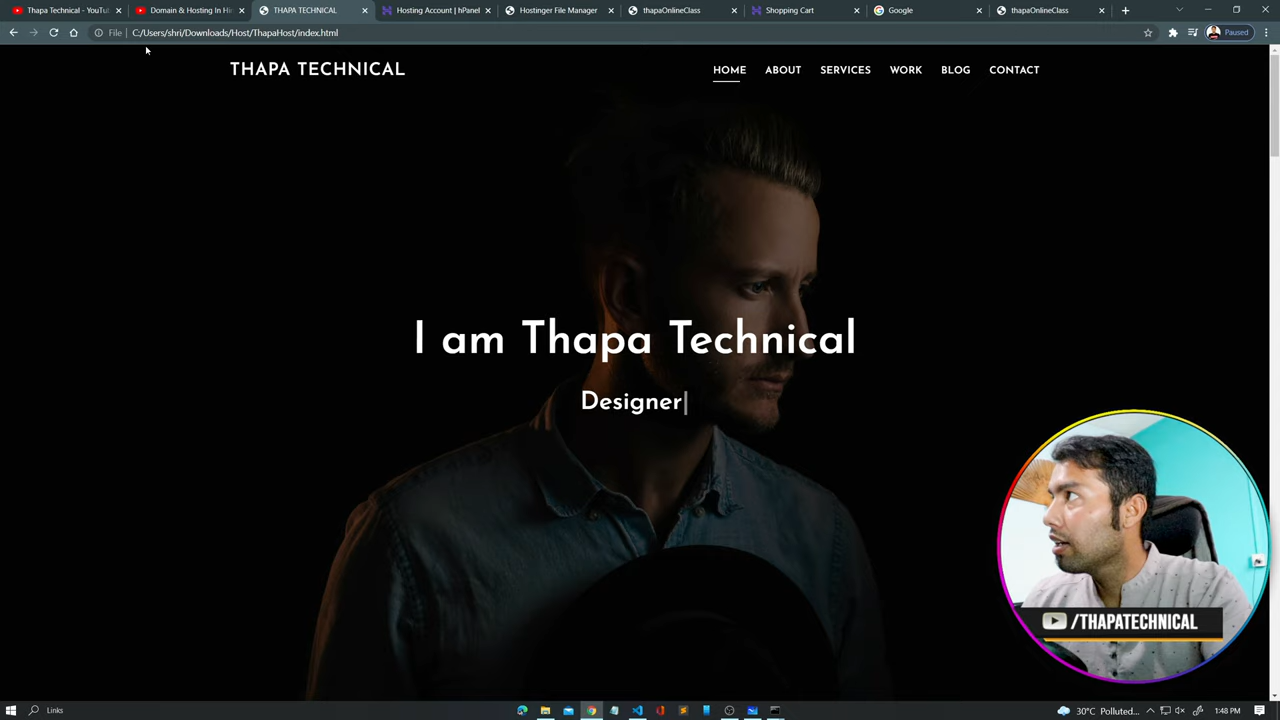 Thapa Technical - YouTu
Domain & Hosting In Hi
THAPA TECHNICAL
Hosting Account | hPanel
Hostinger File Manager
thapaOnlineClass
Shopping Cart
Google
thapaOnlineClass
File
C:/Users/shri/Downloads/Host/ThapaHost/index.html
Paused
THAPA TECHNICAL
HOME ABOUT SERVICES WORK BLOG CONTACT
I am Thapa Technical
Designer
/THAPATECHNICAL
Links
30°C Polluted...
1:48 PM